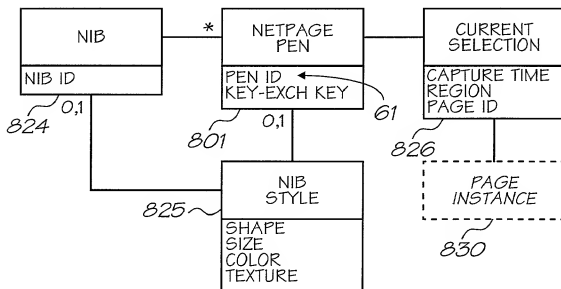 NIB
*
NETPAGE
PEN
CURRENT
SELECTION
NIB ID
PEN ID
KEY-EXCH KEY
CAPTURE TIME
REGION
PAGE ID
824
0,1
801
0,1
61
826
825
NIB
STYLE
PAGE
INSTANCE
830
SHAPE
SIZE
COLOR
TEXTURE